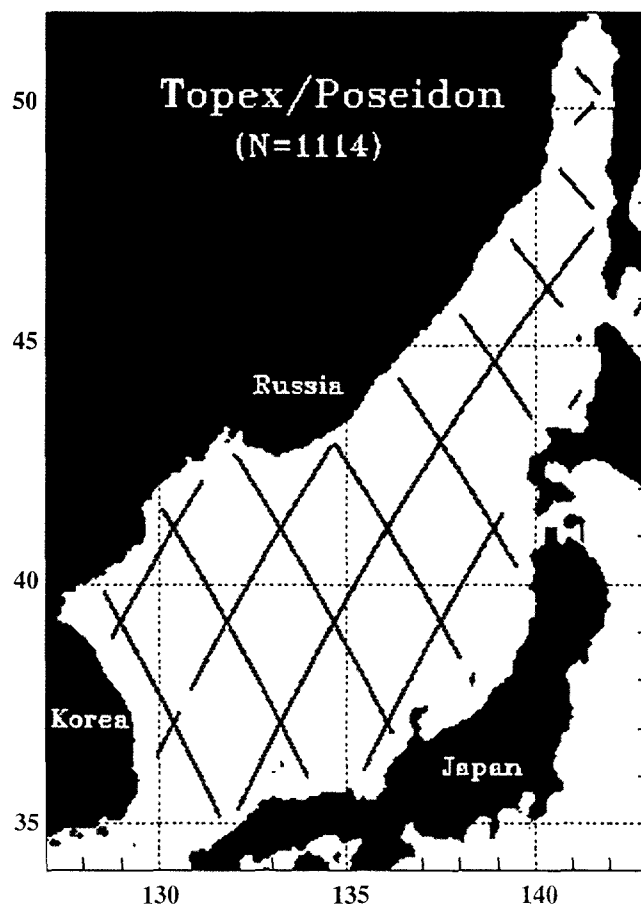 50
Topex/Poseidon
(N=1114)
45
Russia
40
Korea
Japan
35
130 135 140